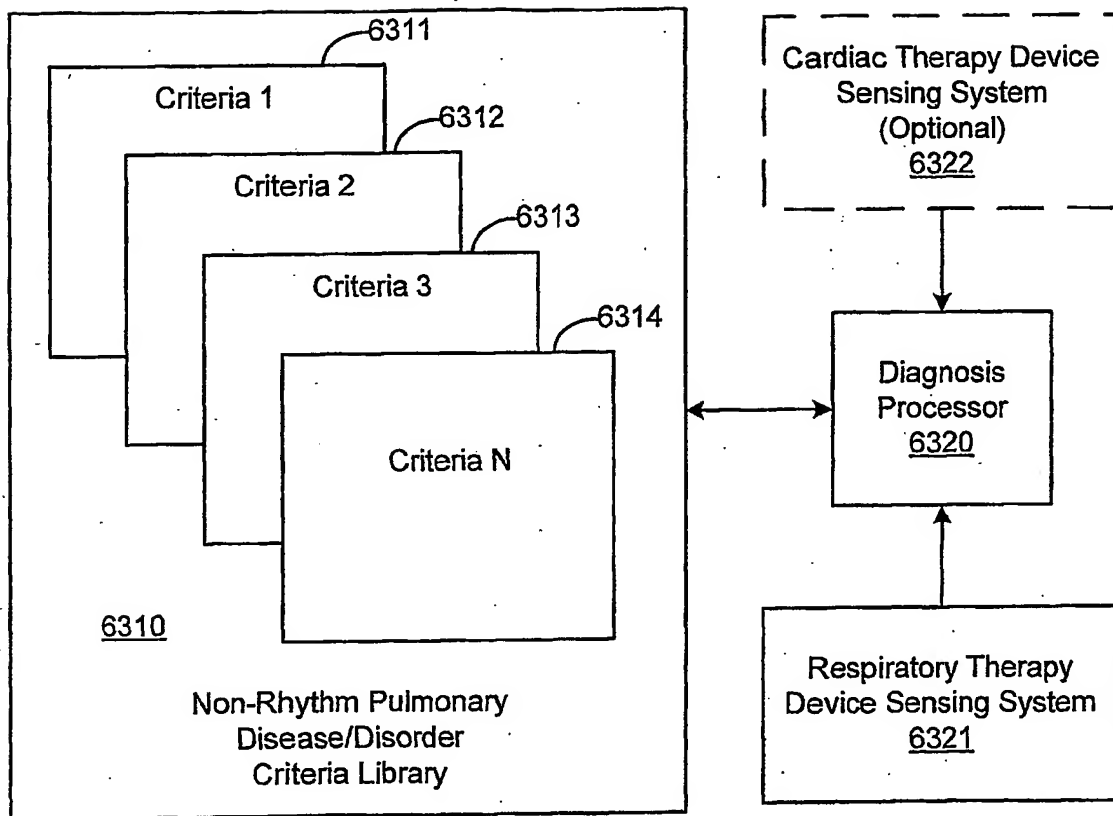 6311
Criteria 1
6312
Criteria 2
6313
Criteria 3
6314
Criteria N
6310
Non-Rhythm Pulmonary
Disease/Disorder
Criteria Library
Cardiac Therapy Device
Sensing System
(Optional)
6322
Diagnosis
Processor
6320
Respiratory Therapy
Device Sensing System
6321